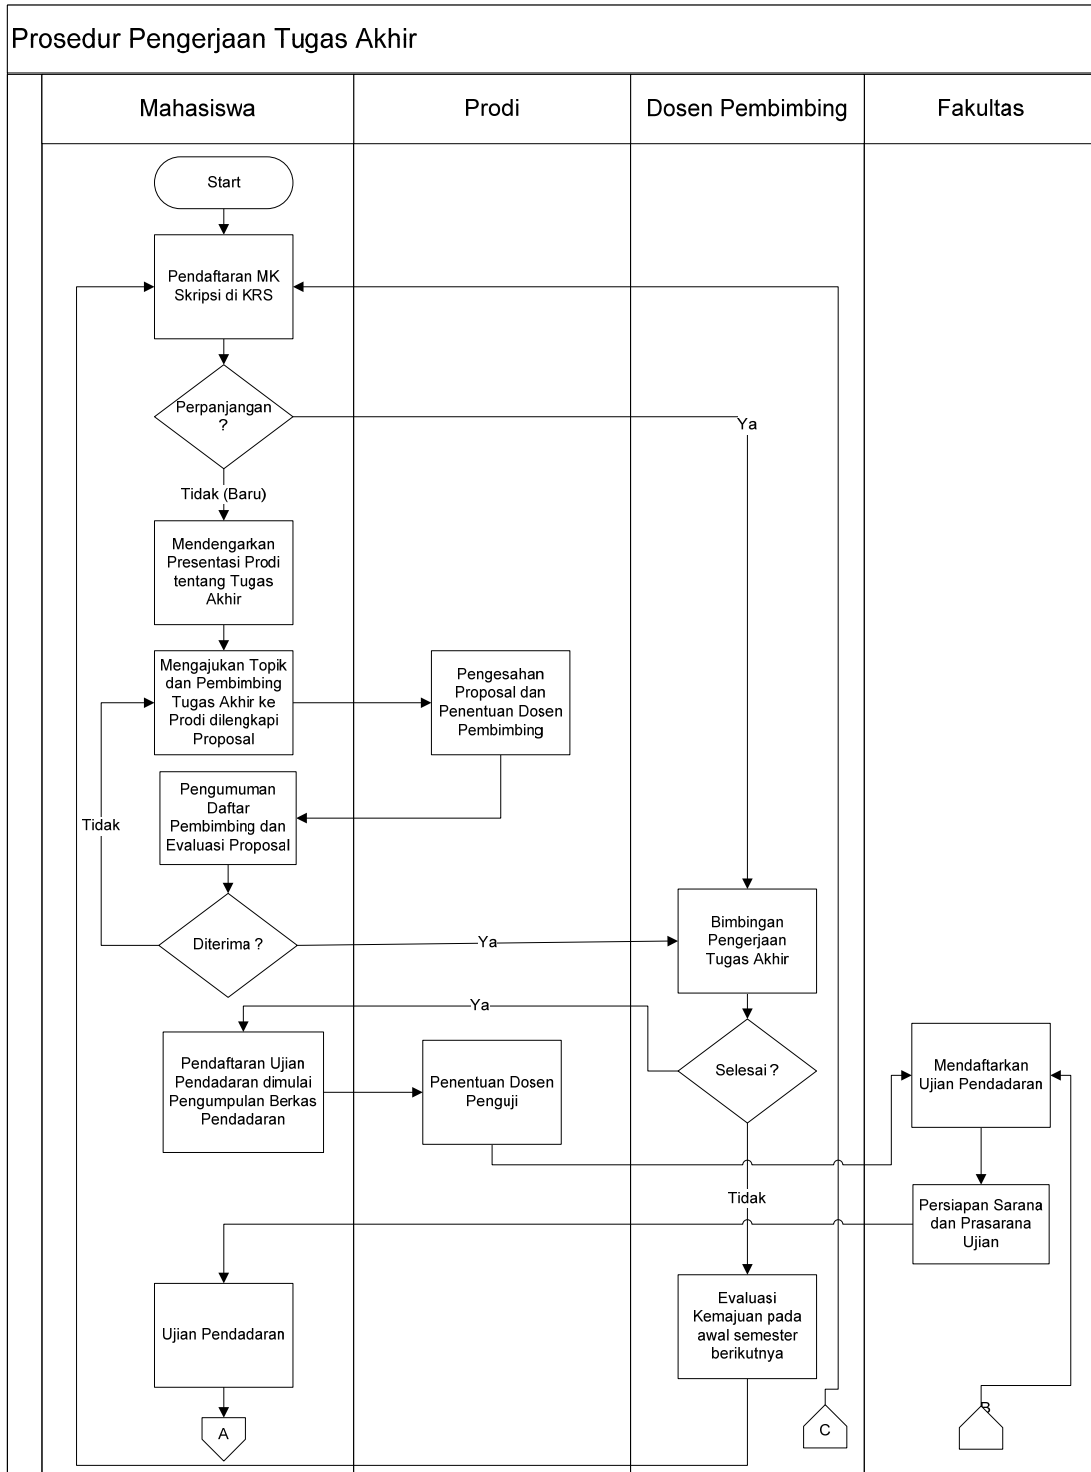 Prosedur Pengerjaan Tugas Akhir
Mahasiswa
Prodi
Dosen Pembimbing
Fakultas
Start
Pendaftaran MK
Skripsi di KRS
Perpanjangan
?
Ya
Tidak (Baru)
Mendengarkan
Presentasi Prodi
tentang Tugas
Akhir
Mengajukan Topik
dan Pembimbing
Tugas Akhir ke
Prodi dilengkapi
Proposal
Pengesahan
Proposal dan
Penentuan Dosen
Pembimbing
Pengumuman
Daftar
Pembimbing dan
Evaluasi Proposal
Tidak
Diterima ?
Ya
Bimbingan
Pengerjaan
Tugas Akhir
Ya
Pendaftaran Ujian
Pendadaran dimulai
Pengumpulan Berkas
Pendadaran
Penentuan Dosen
Penguji
Selesai ?
Mendaftarkan
Ujian Pendadaran
Tidak
Persiapan Sarana
dan Prasarana
Ujian
Ujian Pendadaran
Evaluasi
Kemajuan pada
awal semester
berikutnya
A
C
B